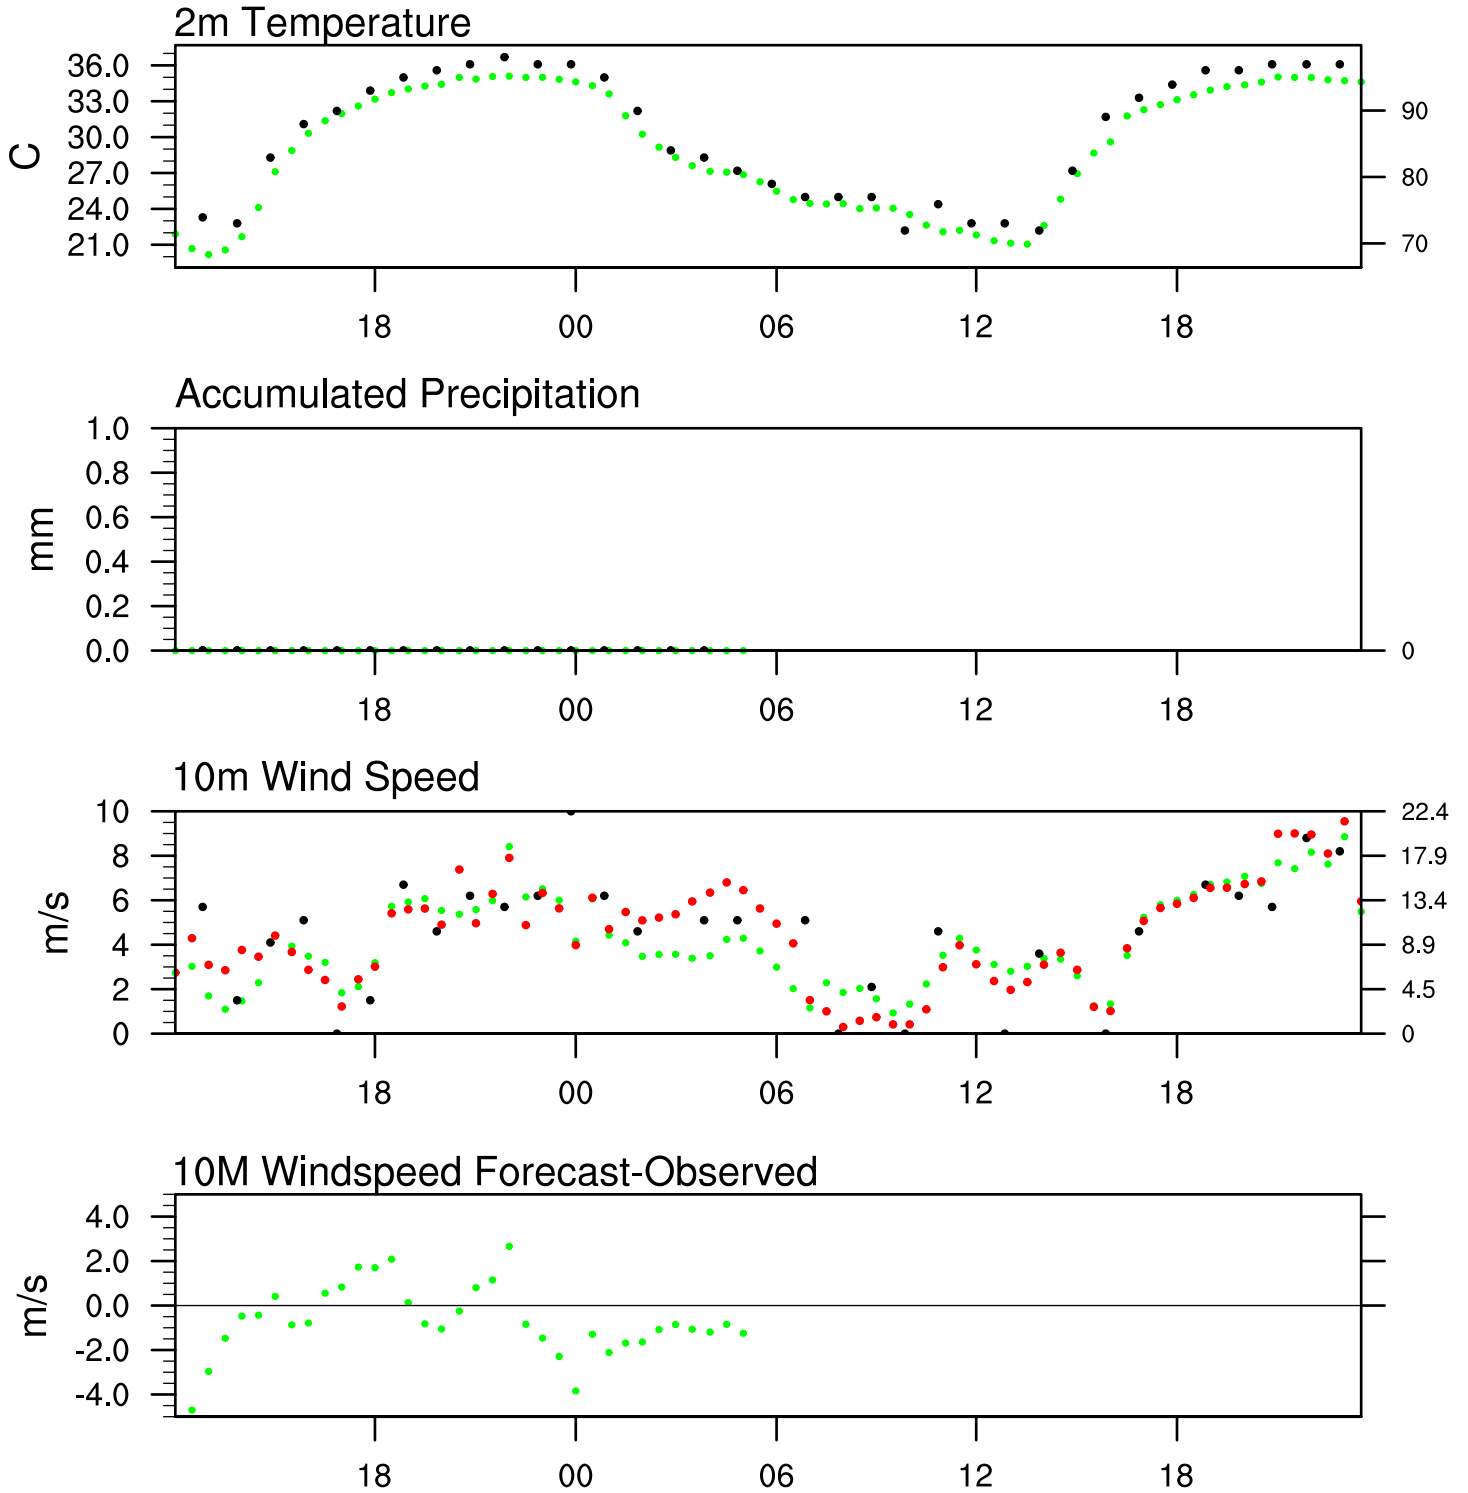 2m Temperature
36.0
33.0
30.0
27.0
24.0
21.0
C
90
80
70
18 00 06 12 18
Accumulated Precipitation
1.0
0.8
0.6
0.4
0.2
0.0
mm
0
18 00 06 12 18
10m Wind Speed
10 22.4
8 17.9
6 13.4
4 8.9
2 4.5
0 0
m/s
18 00 06 12 18
10M Windspeed Forecast-Observed
4.0
2.0
0.0
-2.0
-4.0
m/s
18 00 06 12 18